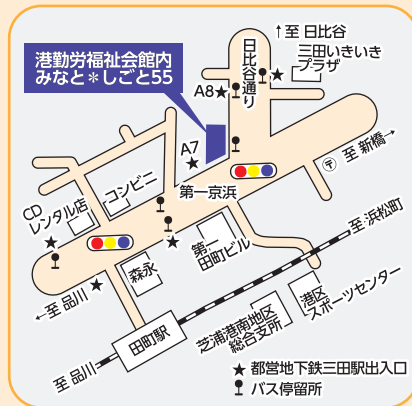 ↑至 日比谷
三田いきいき
プラザ
日比谷通り
港勤労福祉会館内
みなと＊しごと55
A8★
A7
★
〒 至 新橋→
第一京浜
CD
レンタル店
コンビニ
第一
田町ビル
森永
←至 品川
至 浜松町
田町駅
至 品川
芝浦港南地区
総合支所
港区
スポーツセンター
★ 都営地下鉄三田駅出入口
バス停留所